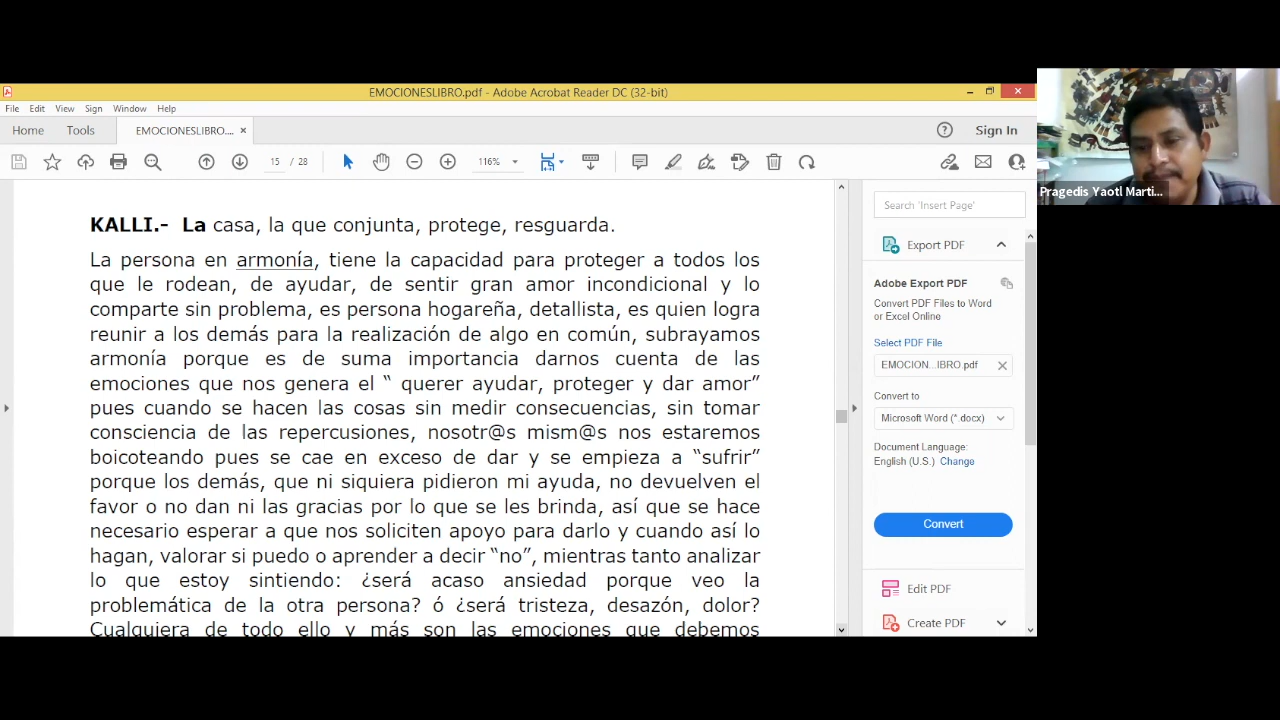 EMOCIONESLIBRO.pdf - Adobe Acrobat Reader DC (32-bit)
File Edit View Sign Window Help
Home Tools EMOCIONESLIBRO.... × Sign In
15 / 28 116%
KALLI.- La casa, la que conjunta, protege, resguarda.
La persona en armonía, tiene la capacidad para proteger a todos los
que le rodean, de ayudar, de sentir gran amor incondicional y lo
comparte sin problema, es persona hogareña, detallista, es quien logra
reunir a los demás para la realización de algo en común, subrayamos
armonía porque es de suma importancia darnos cuenta de las
emociones que nos genera el “ querer ayudar, proteger y dar amor”
pues cuando se hacen las cosas sin medir consecuencias, sin tomar
consciencia de las repercusiones, nosotr@s mism@s nos estaremos
boicoteando pues se cae en exceso de dar y se empieza a “sufrir”
porque los demás, que ni siquiera pidieron mi ayuda, no devuelven el
favor o no dan ni las gracias por lo que se les brinda, así que se hace
necesario esperar a que nos soliciten apoyo para darlo y cuando así lo
hagan, valorar si puedo o aprender a decir “no”, mientras tanto analizar
lo que estoy sintiendo: ¿será acaso ansiedad porque veo la
problemática de la otra persona? ó ¿será tristeza, desazón, dolor?
Cualquiera de todo ello y más son las emociones que debemos
Search 'Insert Page'
Export PDF
Adobe Export PDF
Convert PDF Files to Word
or Excel Online
Select PDF File
EMOCION...IBRO.pdf
Convert to
Microsoft Word (*.docx)
Document Language:
English (U.S.) Change
Convert
Edit PDF
Create PDF
Pragedis Yaotl Marti...